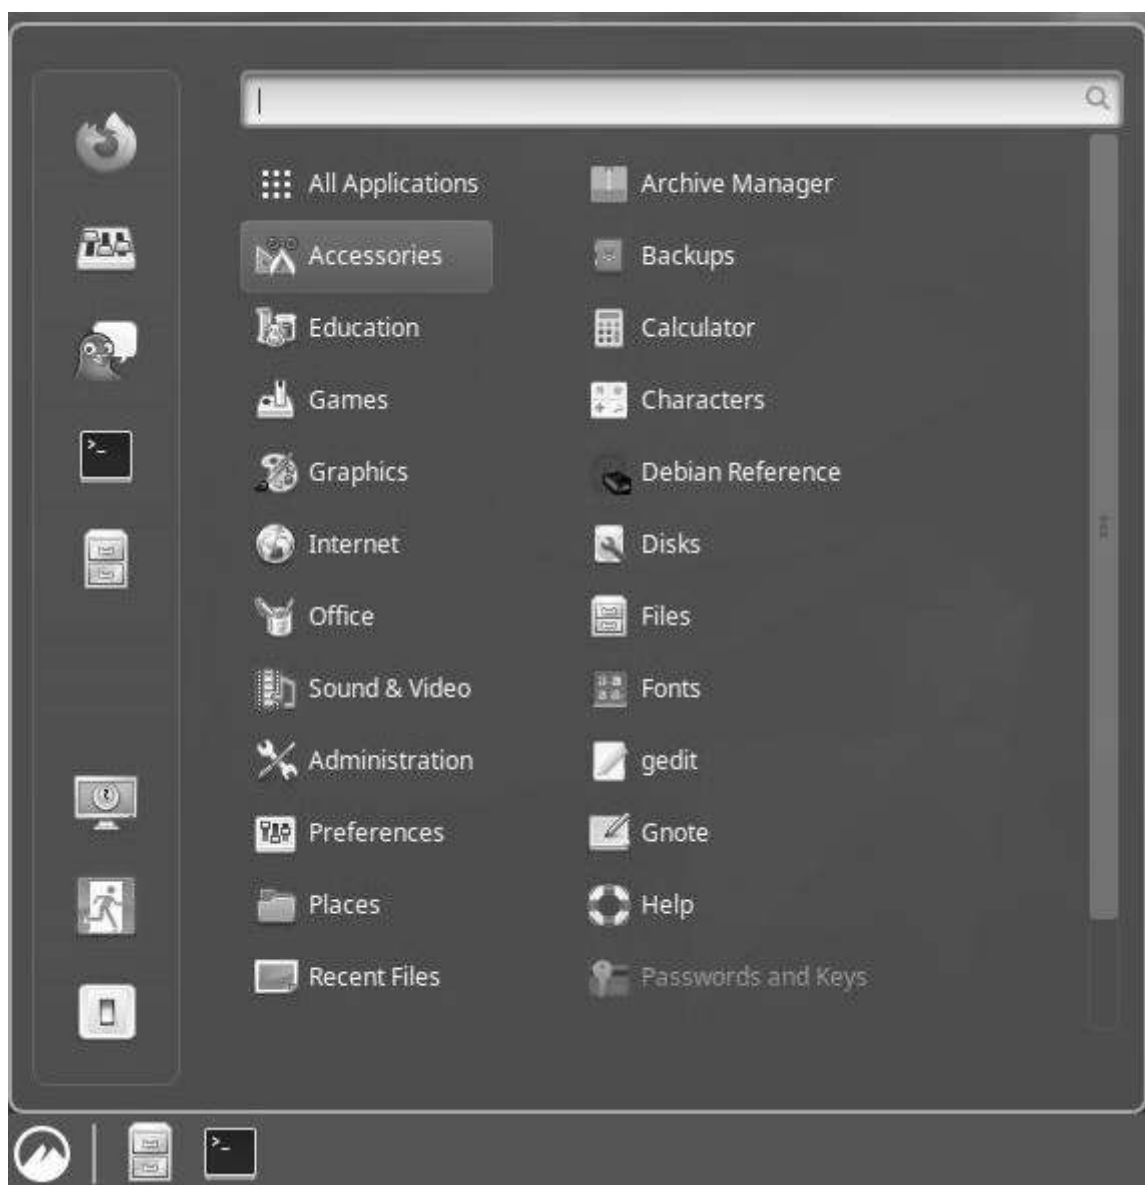 All Applications
Accessories
Education
Games
Graphics
Internet
Office
Sound & Video
Administration
Preferences
Places
Recent Files
Archive Manager
Backups
Calculator
Characters
Debian Reference
Disks
Files
Fonts
gedit
Gnote
Help
Passwords and Keys